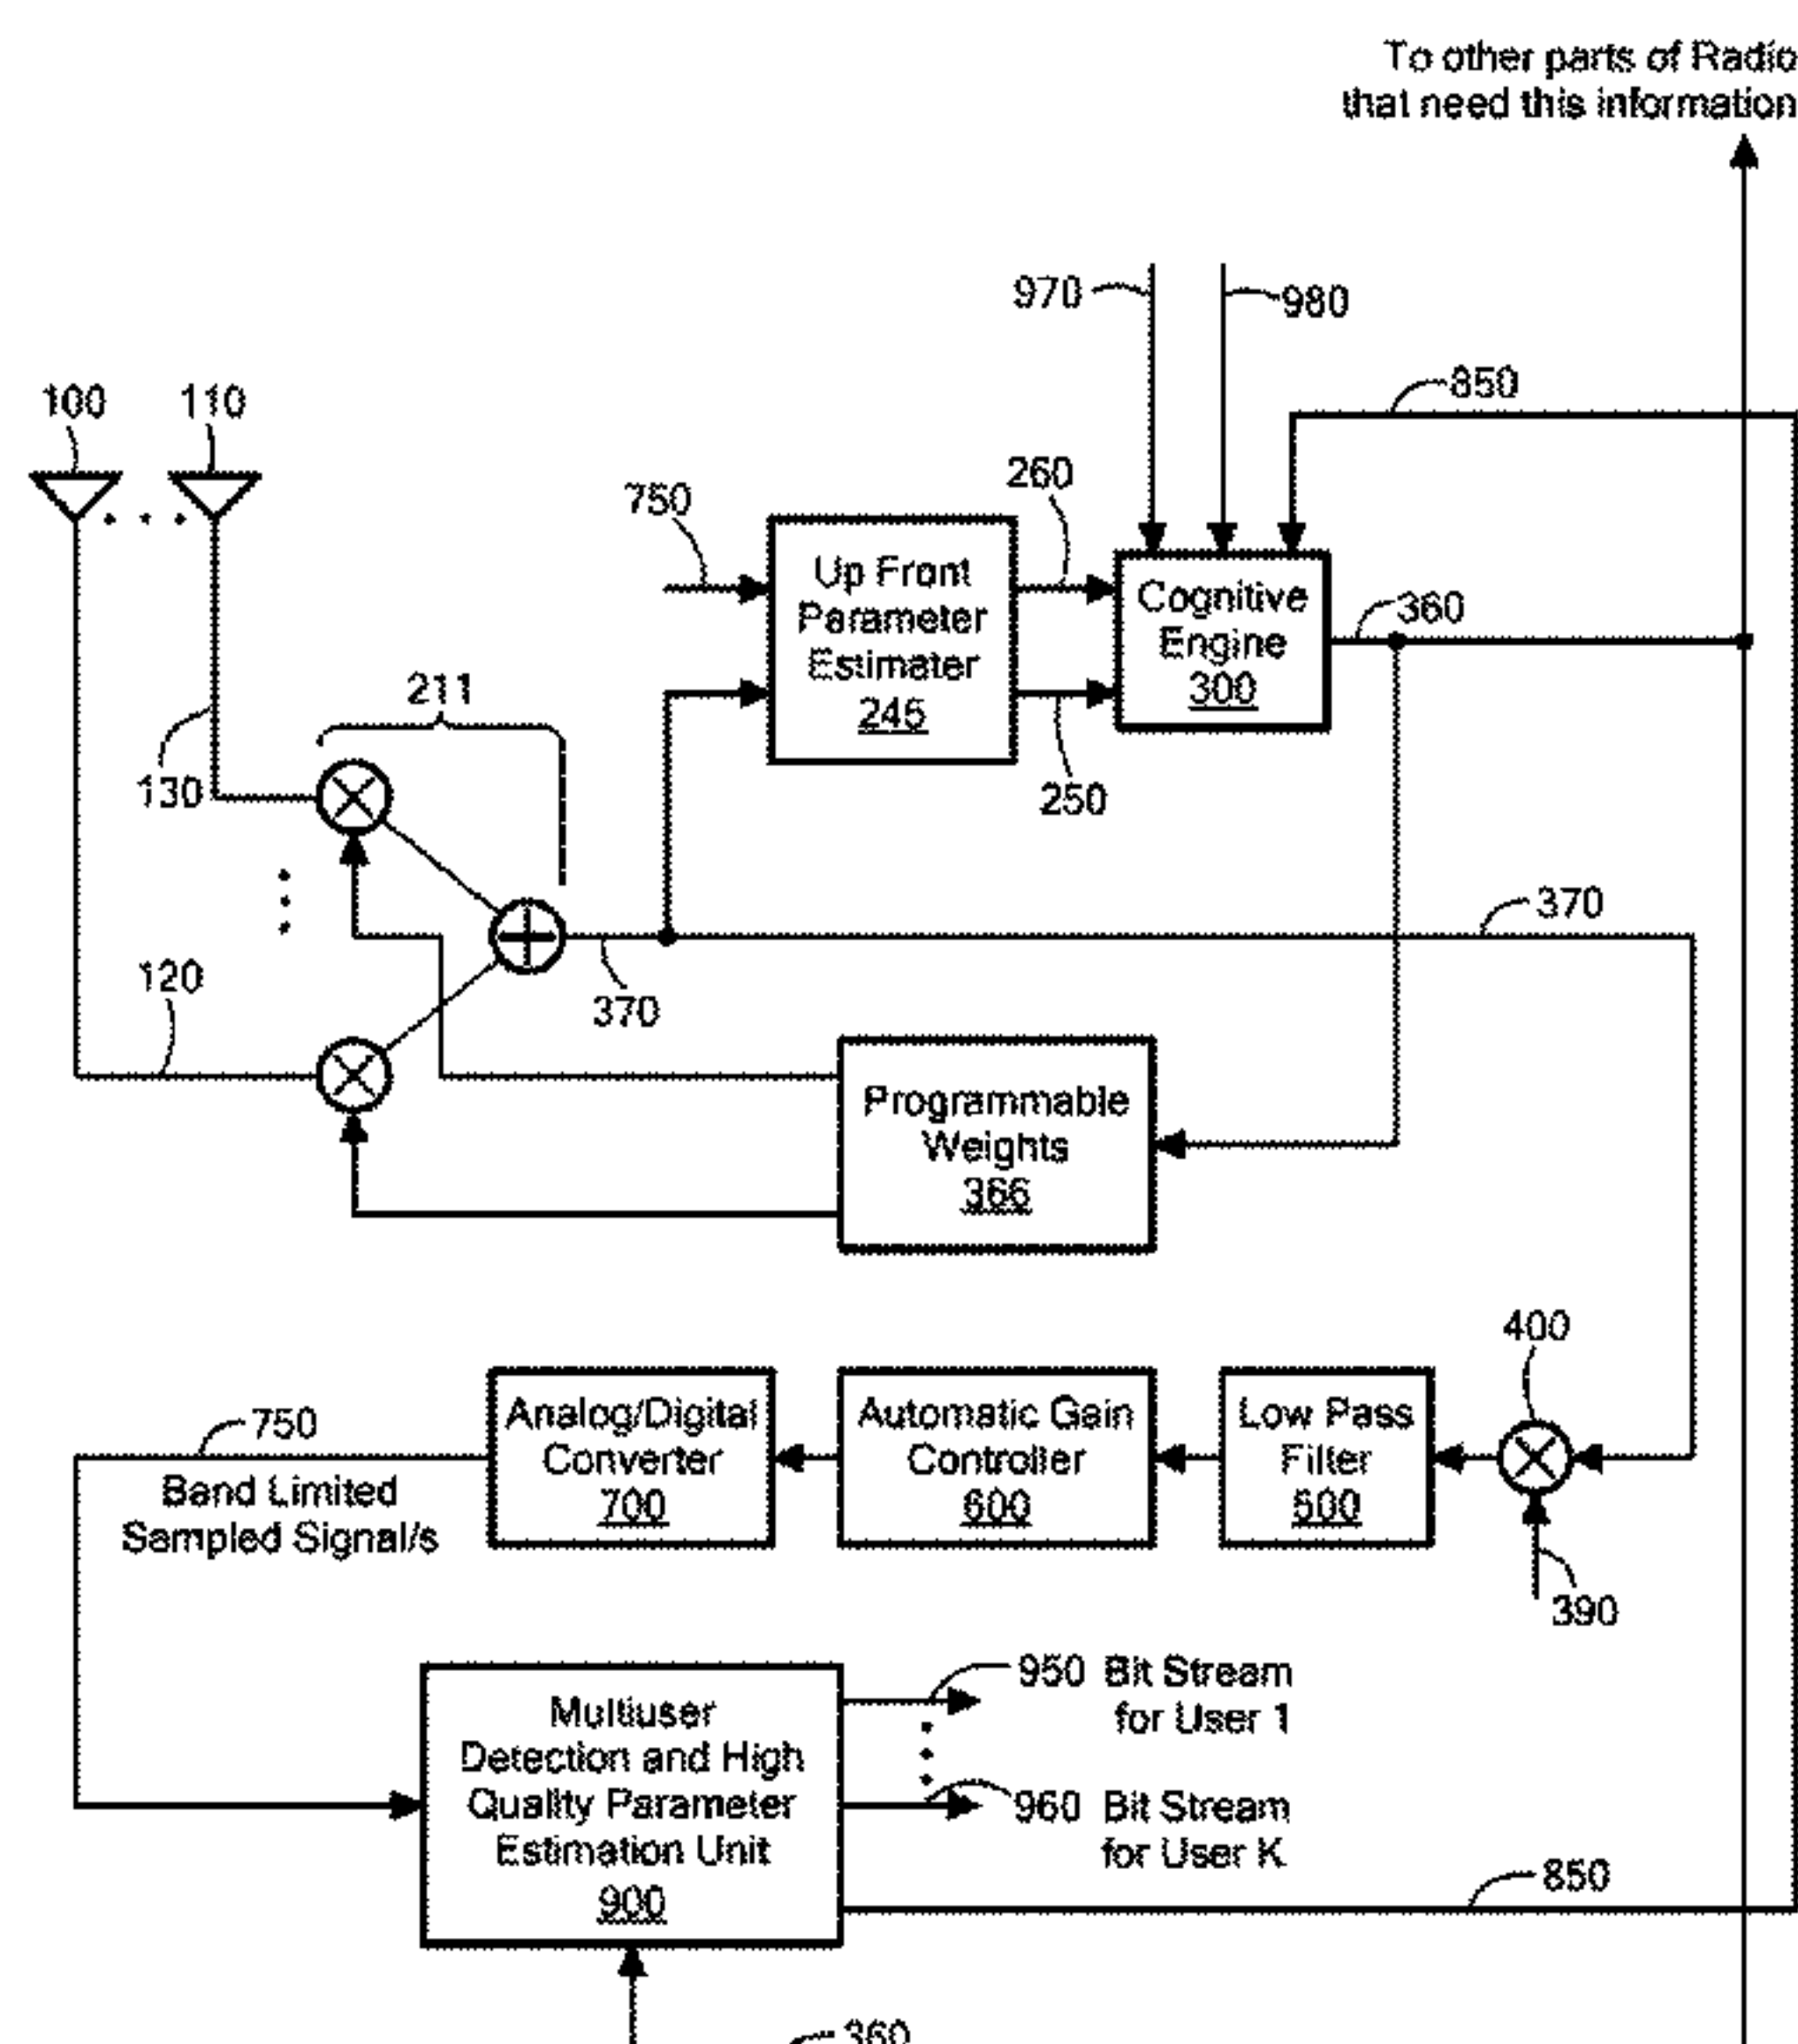 To other parts of Radio
that need this information
970
980
850
100
110
260
750
Up Front
Parameter
Estimater
245
Cognitive
Engine
300
360
211
130
250
370
120
370
Programmable
Weights
366
400
750
Band Limited
Sampled Signal/s
Analog/Digital
Converter
700
Automatic Gain
Controller
600
Low Pass
Filter
500
390
Multiuser
Detection and High
Quality Parameter
Estimation Unit
900
950 Bit Stream
for User 1
960 Bit Stream
for User K
850
360